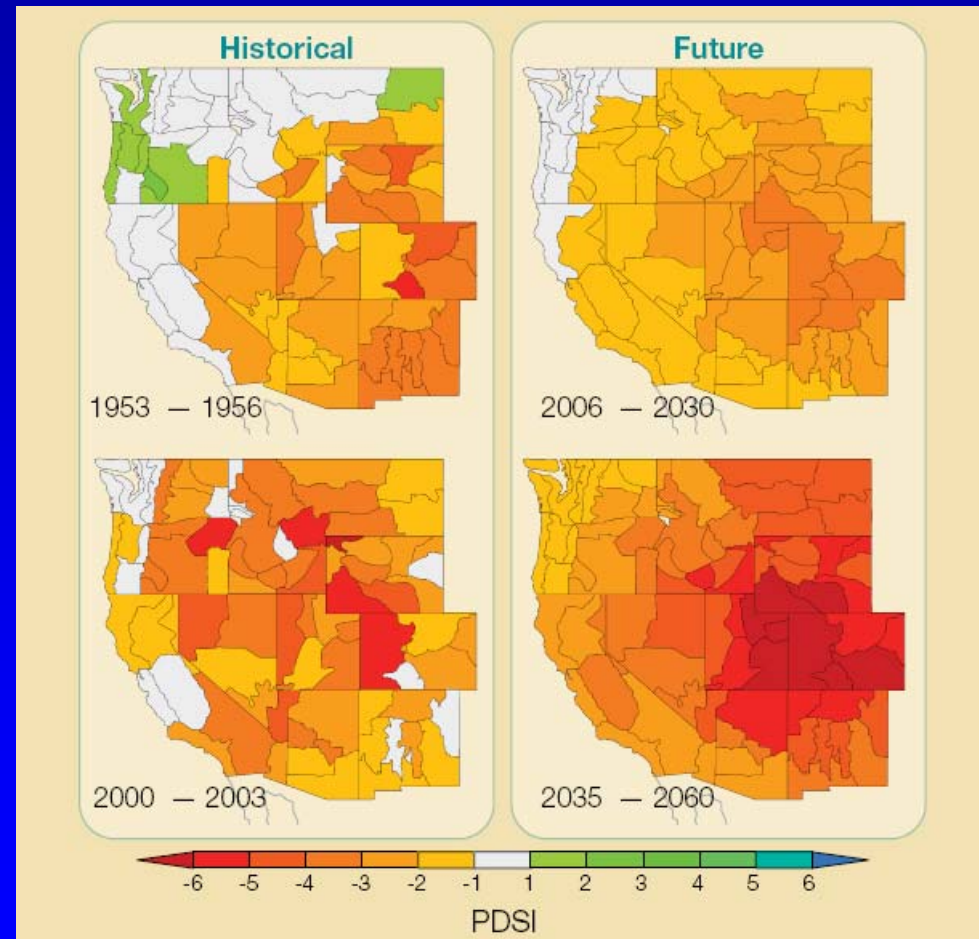 Historical
Future
1953 — 1956
2006 — 2030
2000 — 2003
2035 — 2060
-6 -5 -4 -3 -2 -1 1 2 3 4 5 6
PDSI